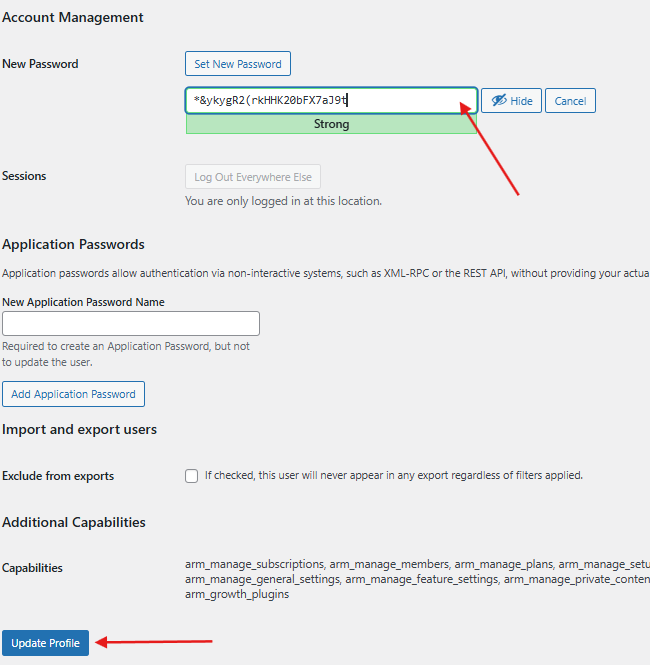 Account Management
New Password
Set New Password
*&ykygR2(rkHHK20bFX7aJ9t
Hide
Cancel
Strong
Sessions
Log Out Everywhere Else
You are only logged in at this location.
Application Passwords
Application passwords allow authentication via non-interactive systems, such as XML-RPC or the REST API, without providing your actua
New Application Password Name
Required to create an Application Password, but not
to update the user.
Add Application Password
Import and export users
Exclude from exports
If checked, this user will never appear in any export regardless of filters applied.
Additional Capabilities
Capabilities
arm_manage_subscriptions, arm_manage_members, arm_manage_plans, arm_manage_setu
arm_manage_general_settings, arm_manage_feature_settings, arm_manage_private_conten
arm_growth_plugins
Update Profile